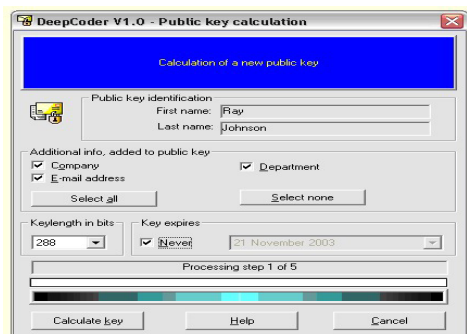 DeepCoder V1.0 - Public key calculation
Calculation of a new public key
Public key identification
First name: Ray
Last name: Johnson
Additional info, added to public key
Company
Department
E-mail address
Select all
Select none
Keylength in bits
Key expires
288
Never
21 November 2003
Processing step 1 of 5
Calculate key
Help
Cancel